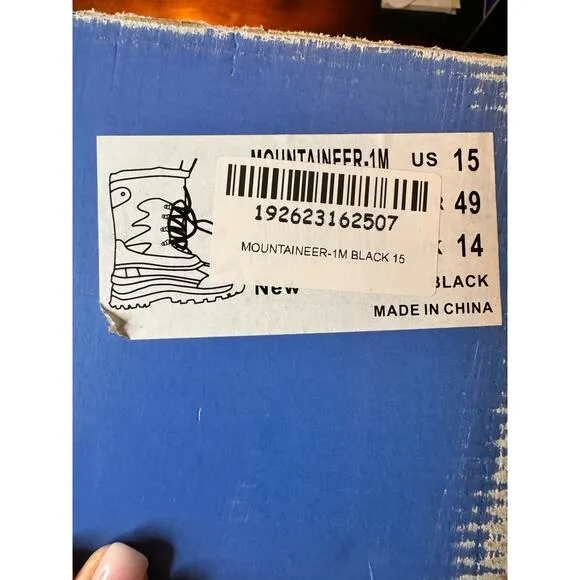 MOUNTAINEER-1M US 15
192623162507
R 49
MOUNTAINEER-1M BLACK 15
K 14
New BLACK
MADE IN CHINA